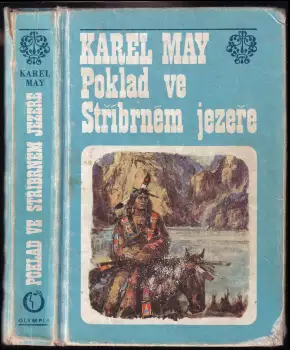 KAREL
MAY
POKLAD VE STŘÍBRNÉM JEZEŘE
OLYMPIA
KAREL MAY
Poklad ve
Stříbrném jezeře